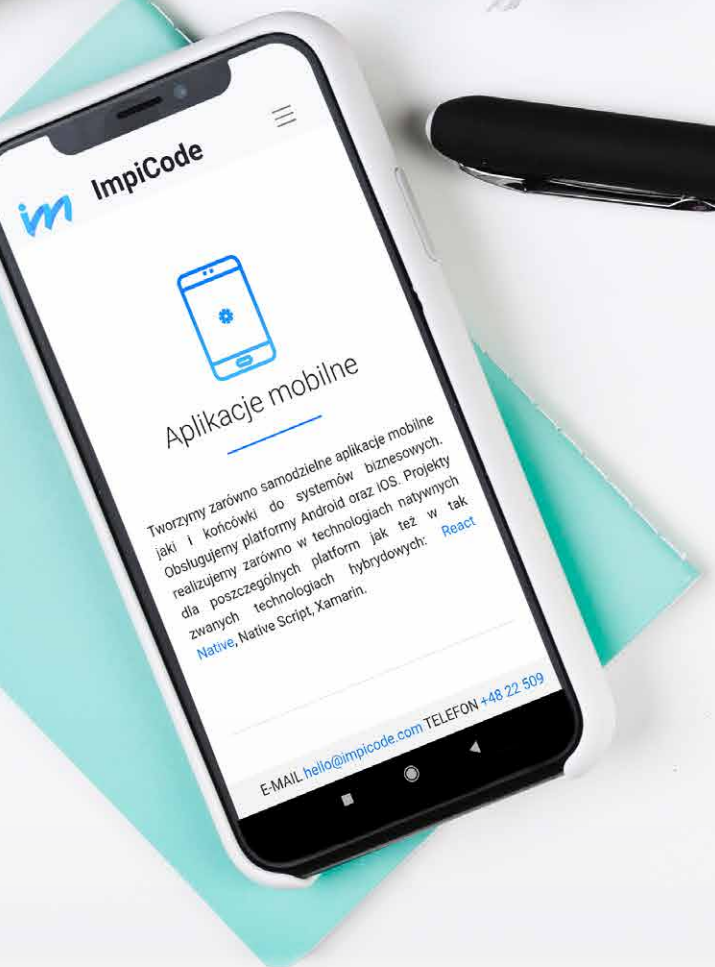 im ImpiCode
Aplikacje mobilne
Tworzymy zarówno samodzielne aplikacje mobilne
jaki i końcówki do systemów biznesowych.
Obsługujemy platformy Android oraz iOS. Projekty
realizujemy zarówno w technologiach natywnych
dla poszczególnych platform jak też w tak
zwanych technologiach hybrydowych: React
Native, Native Script, Xamarin.
E-MAIL hello@impicode.com TELEFON +48 22 509